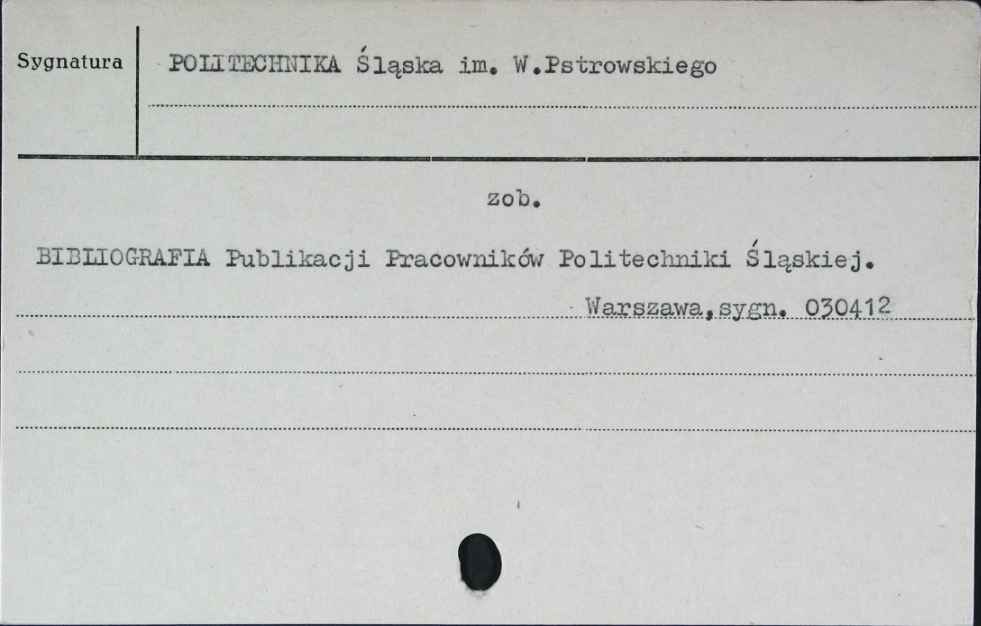 Sygnatura
POLITECHNIKA Śląska im. W.Pstrowskiego
zob.
BIBLIOGRAFIA Publikacji Pracowników Politechniki Śląskiej.
Warszawa,sygn. 030412